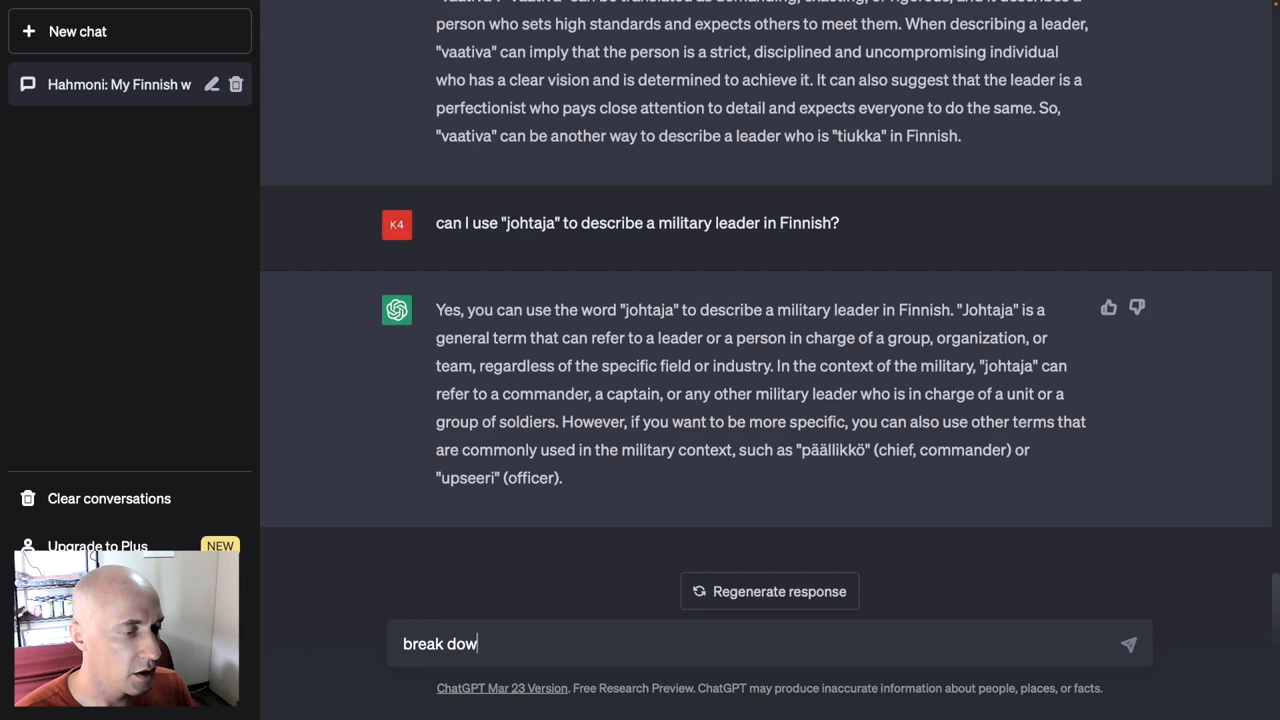 New chat
Hahmoni: My Finnish w
person who sets high standards and expects others to meet them. When describing a leader,
"vaativa" can imply that the person is a strict, disciplined and uncompromising individual
who has a clear vision and is determined to achieve it. It can also suggest that the leader is a
perfectionist who pays close attention to detail and expects everyone to do the same. So,
"vaativa" can be another way to describe a leader who is "tiukka" in Finnish.
K4
can I use "johtaja" to describe a military leader in Finnish?
Yes, you can use the word "johtaja" to describe a military leader in Finnish. "Johtaja" is a
general term that can refer to a leader or a person in charge of a group, organization, or
team, regardless of the specific field or industry. In the context of the military, "johtaja" can
refer to a commander, a captain, or any other military leader who is in charge of a unit or a
group of soldiers. However, if you want to be more specific, you can also use other terms that
are commonly used in the military context, such as "päällikkö" (chief, commander) or
"upseeri" (officer).
Clear conversations
Upgrade to Plus
NEW
Regenerate response
break dow
ChatGPT Mar 23 Version. Free Research Preview. ChatGPT may produce inaccurate information about people, places, or facts.